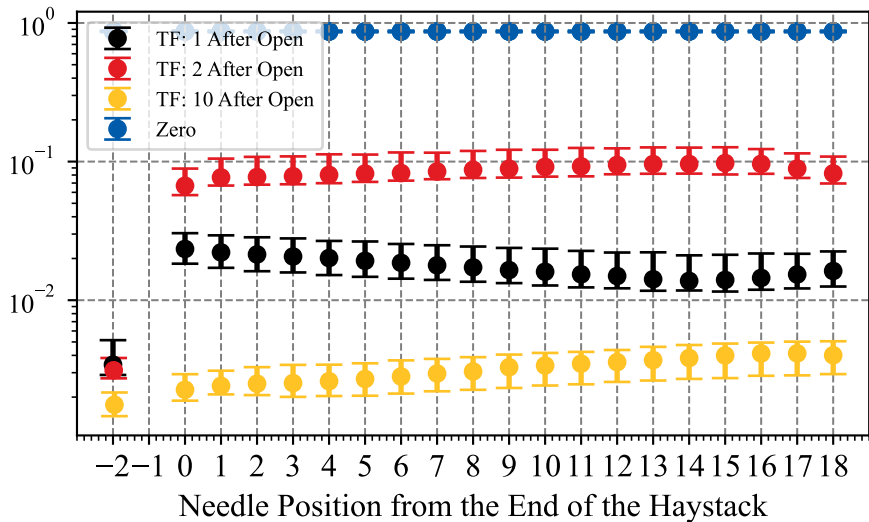 10⁰
10⁻¹
10⁻²
TF: 1 After Open
TF: 2 After Open
TF: 10 After Open
Zero
−2 −1 0 1 2 3 4 5 6 7 8 9 10 11 12 13 14 15 16 17 18
Needle Position from the End of the Haystack